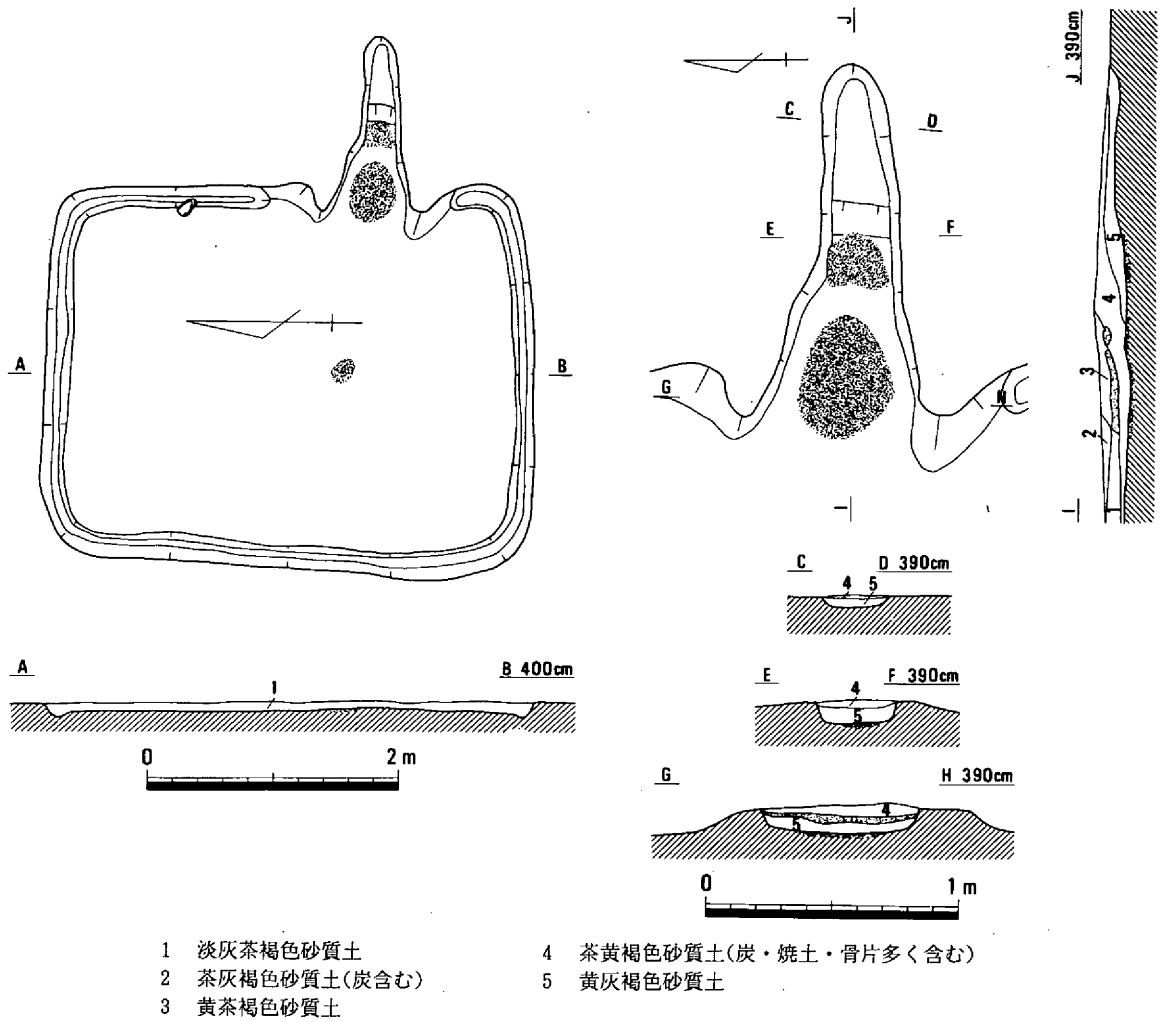 A
B
A
B 400cm
1
0
2 m
J
C
D
E
F
G
H
I
J 390cm
5
4
3
2
I
C
D 390cm
4
5
E
F 390cm
4
5
G
H 390cm
4
5
0
1 m
1 淡灰茶褐色砂質土
2 茶灰褐色砂質土(炭含む)
3 黄茶褐色砂質土
4 茶黄褐色砂質土(炭・焼土・骨片多く含む)
5 黄灰褐色砂質土